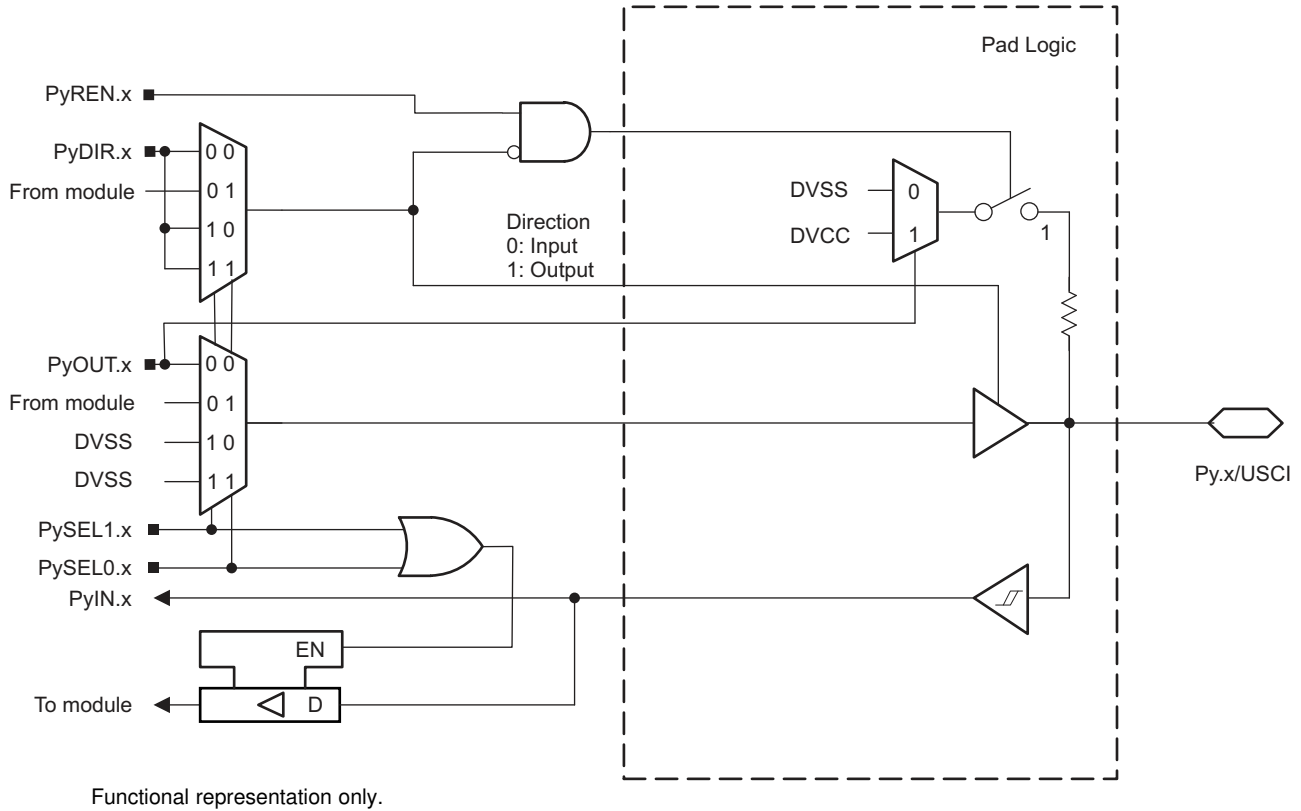 Pad Logic
PyREN.x
PyDIR.x
0 0
From module
0 1
1 0
1 1
Direction
0: Input
1: Output
DVSS
0
DVCC
1
1
PyOUT.x
0 0
From module
0 1
DVSS
1 0
DVSS
1 1
Py.x/USCI
PySEL1.x
PySEL0.x
PyIN.x
EN
To module
D
Functional representation only.